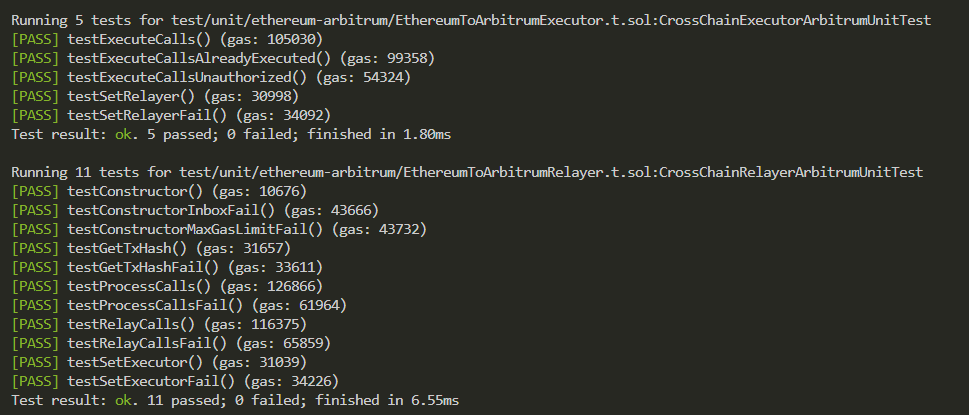 Running 5 tests for test/unit/ethereum-arbitrum/EthereumToArbitrumExecutor.t.sol:CrossChainExecutorArbitrumUnitTest
[PASS] testExecuteCalls() (gas: 105030)
[PASS] testExecuteCallsAlreadyExecuted() (gas: 99358)
[PASS] testExecuteCallsUnauthorized() (gas: 54324)
[PASS] testSetRelayer() (gas: 30998)
[PASS] testSetRelayerFail() (gas: 34092)
Test result: ok. 5 passed; 0 failed; finished in 1.80ms
Running 11 tests for test/unit/ethereum-arbitrum/EthereumToArbitrumRelayer.t.sol:CrossChainRelayerArbitrumUnitTest
[PASS] testConstructor() (gas: 10676)
[PASS] testConstructorInboxFail() (gas: 43666)
[PASS] testConstructorMaxGasLimitFail() (gas: 43732)
[PASS] testGetTxHash() (gas: 31657)
[PASS] testGetTxHashFail() (gas: 33611)
[PASS] testProcessCalls() (gas: 126866)
[PASS] testProcessCallsFail() (gas: 61964)
[PASS] testRelayCalls() (gas: 116375)
[PASS] testRelayCallsFail() (gas: 65859)
[PASS] testSetExecutor() (gas: 31039)
[PASS] testSetExecutorFail() (gas: 34226)
Test result: ok. 11 passed; 0 failed; finished in 6.55ms